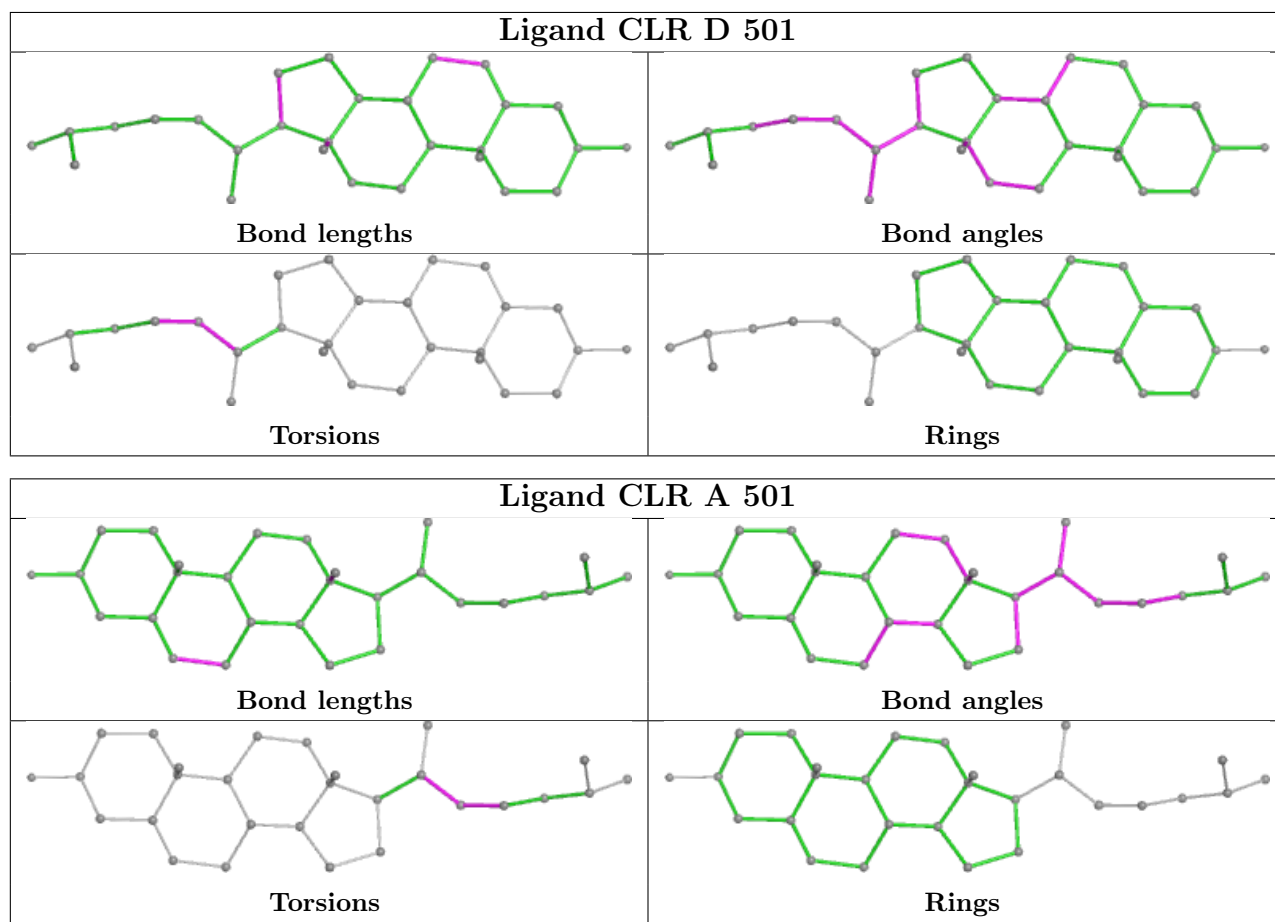 Ligand CLR D 501
Bond lengths
Bond angles
Torsions
Rings
Ligand CLR A 501
Bond lengths
Bond angles
Torsions
Rings